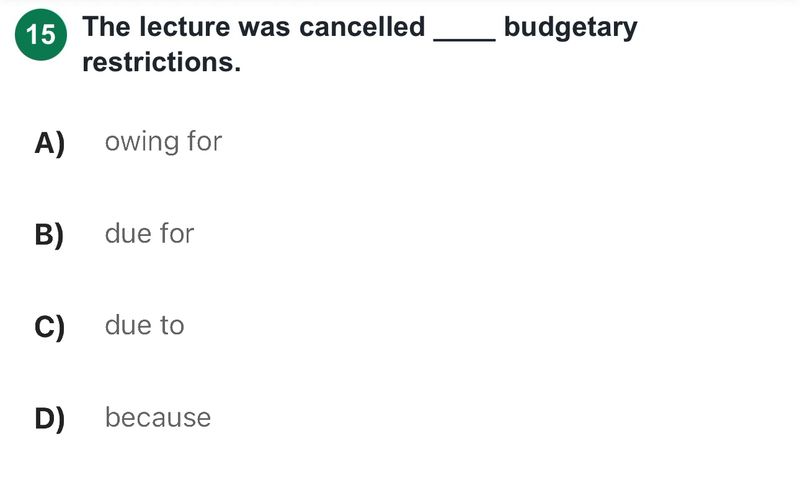 15 The lecture was cancelled ____ budgetary
restrictions.
A) owing for
B) due for
C) due to
D) because